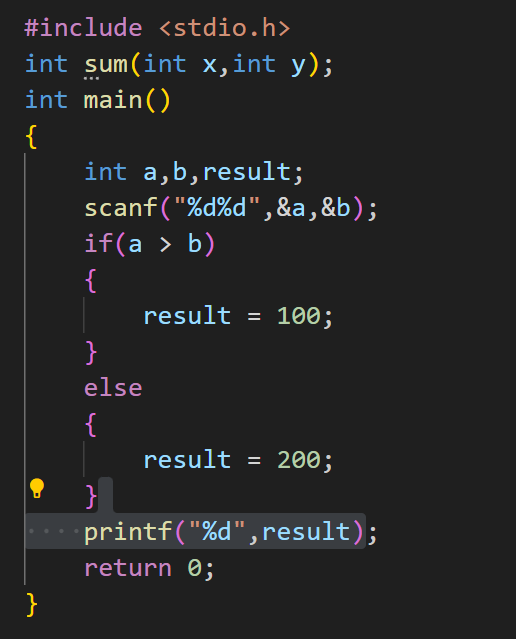 #include <stdio.h>
int sum(int x,int y);
int main()
{
    int a,b,result;
    scanf("%d%d",&a,&b);
    if(a > b)
    {
        result = 100;
    }
    else
    {
        result = 200;
    }
    printf("%d",result);
    return 0;
}